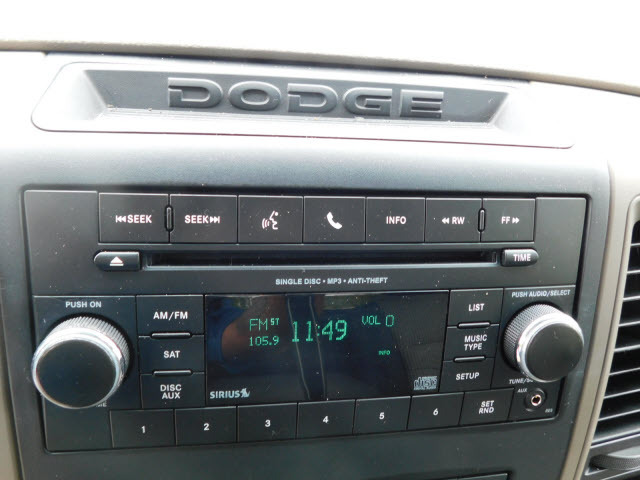 DODGE
SEEK SEEK INFO RW FF
TIME
SINGLE DISC • MP3 • ANTI-THEFT
PUSH ON
PUSH AUDIO/SELECT
AM/FM
SAT
DISC AUX
FM ST
105.9
11:49
VOL 0
INFO
SIRIUS
LIST
MUSIC TYPE
SETUP
AUX
1 2 3 4 5 6 SET RND